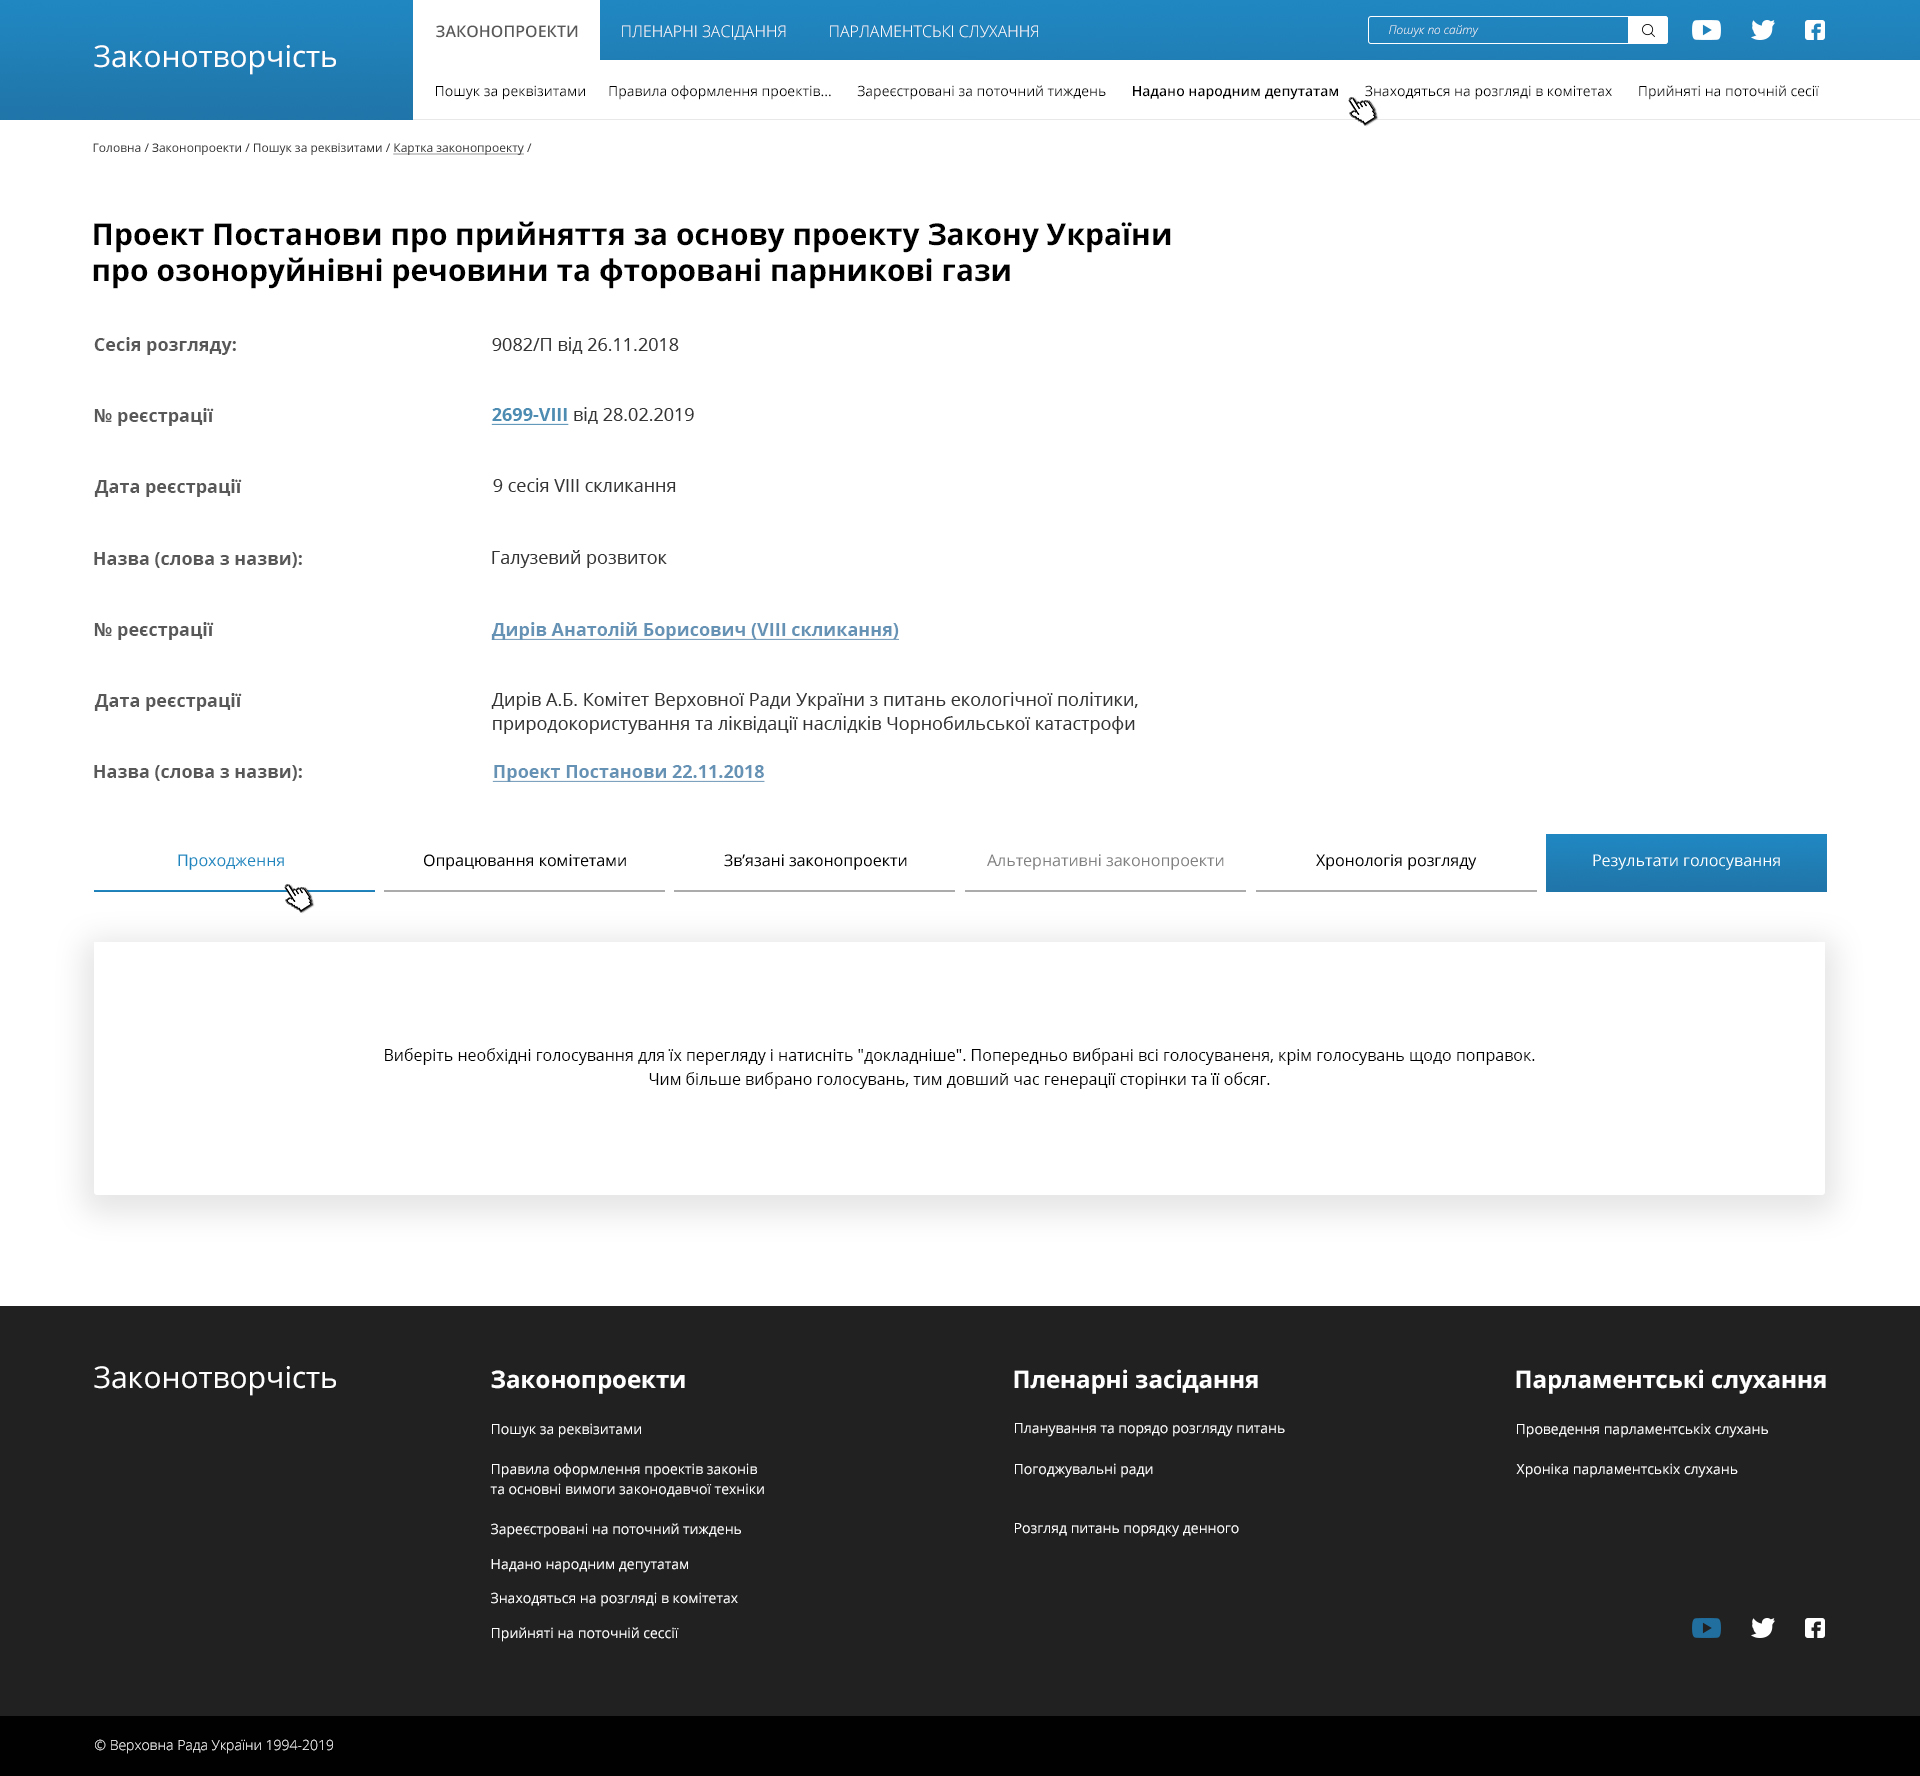 Законотворчість
ЗАКОНОПРОЕКТИ
ПЛЕНАРНІ ЗАСІДАННЯ
ПАРЛАМЕНТСЬКІ СЛУХАННЯ
Пошук по сайту
Пошук за реквізитами
Правила оформлення проектів...
Зареєстровані за поточний тиждень
Надано народним депутатам
Знаходяться на розгляді в комітетах
Прийняті на поточній сесії
Головна / Законопроекти / Пошук за реквізитами / Картка законопроекту /
Проект Постанови про прийняття за основу проекту Закону України
про озоноруйнівні речовини та фторовані парникові гази
Сесія розгляду:
9082/П від 26.11.2018
№ реєстрації
2699-VIII від 28.02.2019
Дата реєстрації
9 сесія VIII скликання
Назва (слова з назви):
Галузевий розвиток
№ реєстрації
Дирів Анатолій Борисович (VIII скликання)
Дата реєстрації
Дирів А.Б. Комітет Верховної Ради України з питань екологічної політики,
природокористування та ліквідації наслідків Чорнобильської катастрофи
Назва (слова з назви):
Проект Постанови 22.11.2018
Проходження
Опрацювання комітетами
Зв’язані законопроекти
Альтернативні законопроекти
Хронологія розгляду
Результати голосування
Виберіть необхідні голосування для їх перегляду і натисніть "докладніше". Попередньо вибрані всі голосуваненя, крім голосувань щодо поправок.
Чим більше вибрано голосувань, тим довший час генерації сторінки та її обсяг.
Законотворчість
Законопроекти
Пошук за реквізитами
Правила оформлення проектів законів
та основні вимоги законодавчої техніки
Зареєстровані на поточний тиждень
Надано народним депутатам
Знаходяться на розгляді в комітетах
Прийняті на поточній сессії
Пленарні засідання
Планування та порядо розгляду питань
Погоджувальні ради
Розгляд питань порядку денного
Парламентські слухання
Проведення парламентськіх слухань
Хроніка парламентськіх слухань
© Верховна Рада України 1994-2019